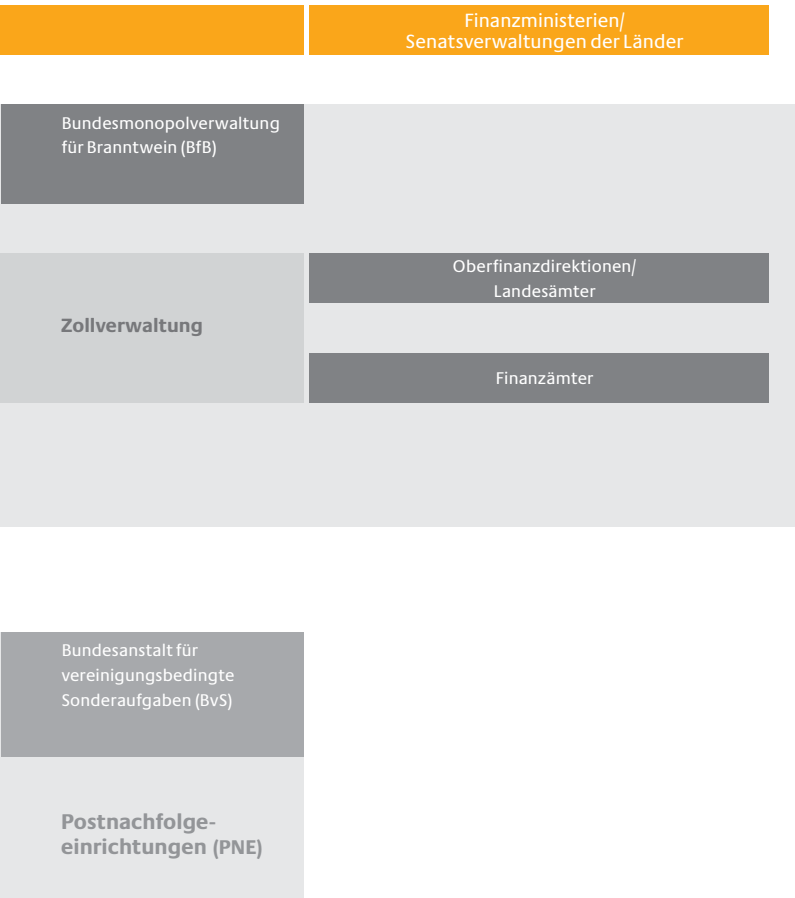 Finanzministerien/
Senatsverwaltungen der Länder
Bundesmonopolverwaltung
für Branntwein (BfB)
Oberfinanzdirektionen/
Landesämter
Zollverwaltung
Finanzämter
Bundesanstalt für
vereinigungsbedingte
Sonderaufgaben (BvS)
Postnachfolge-
einrichtungen (PNE)